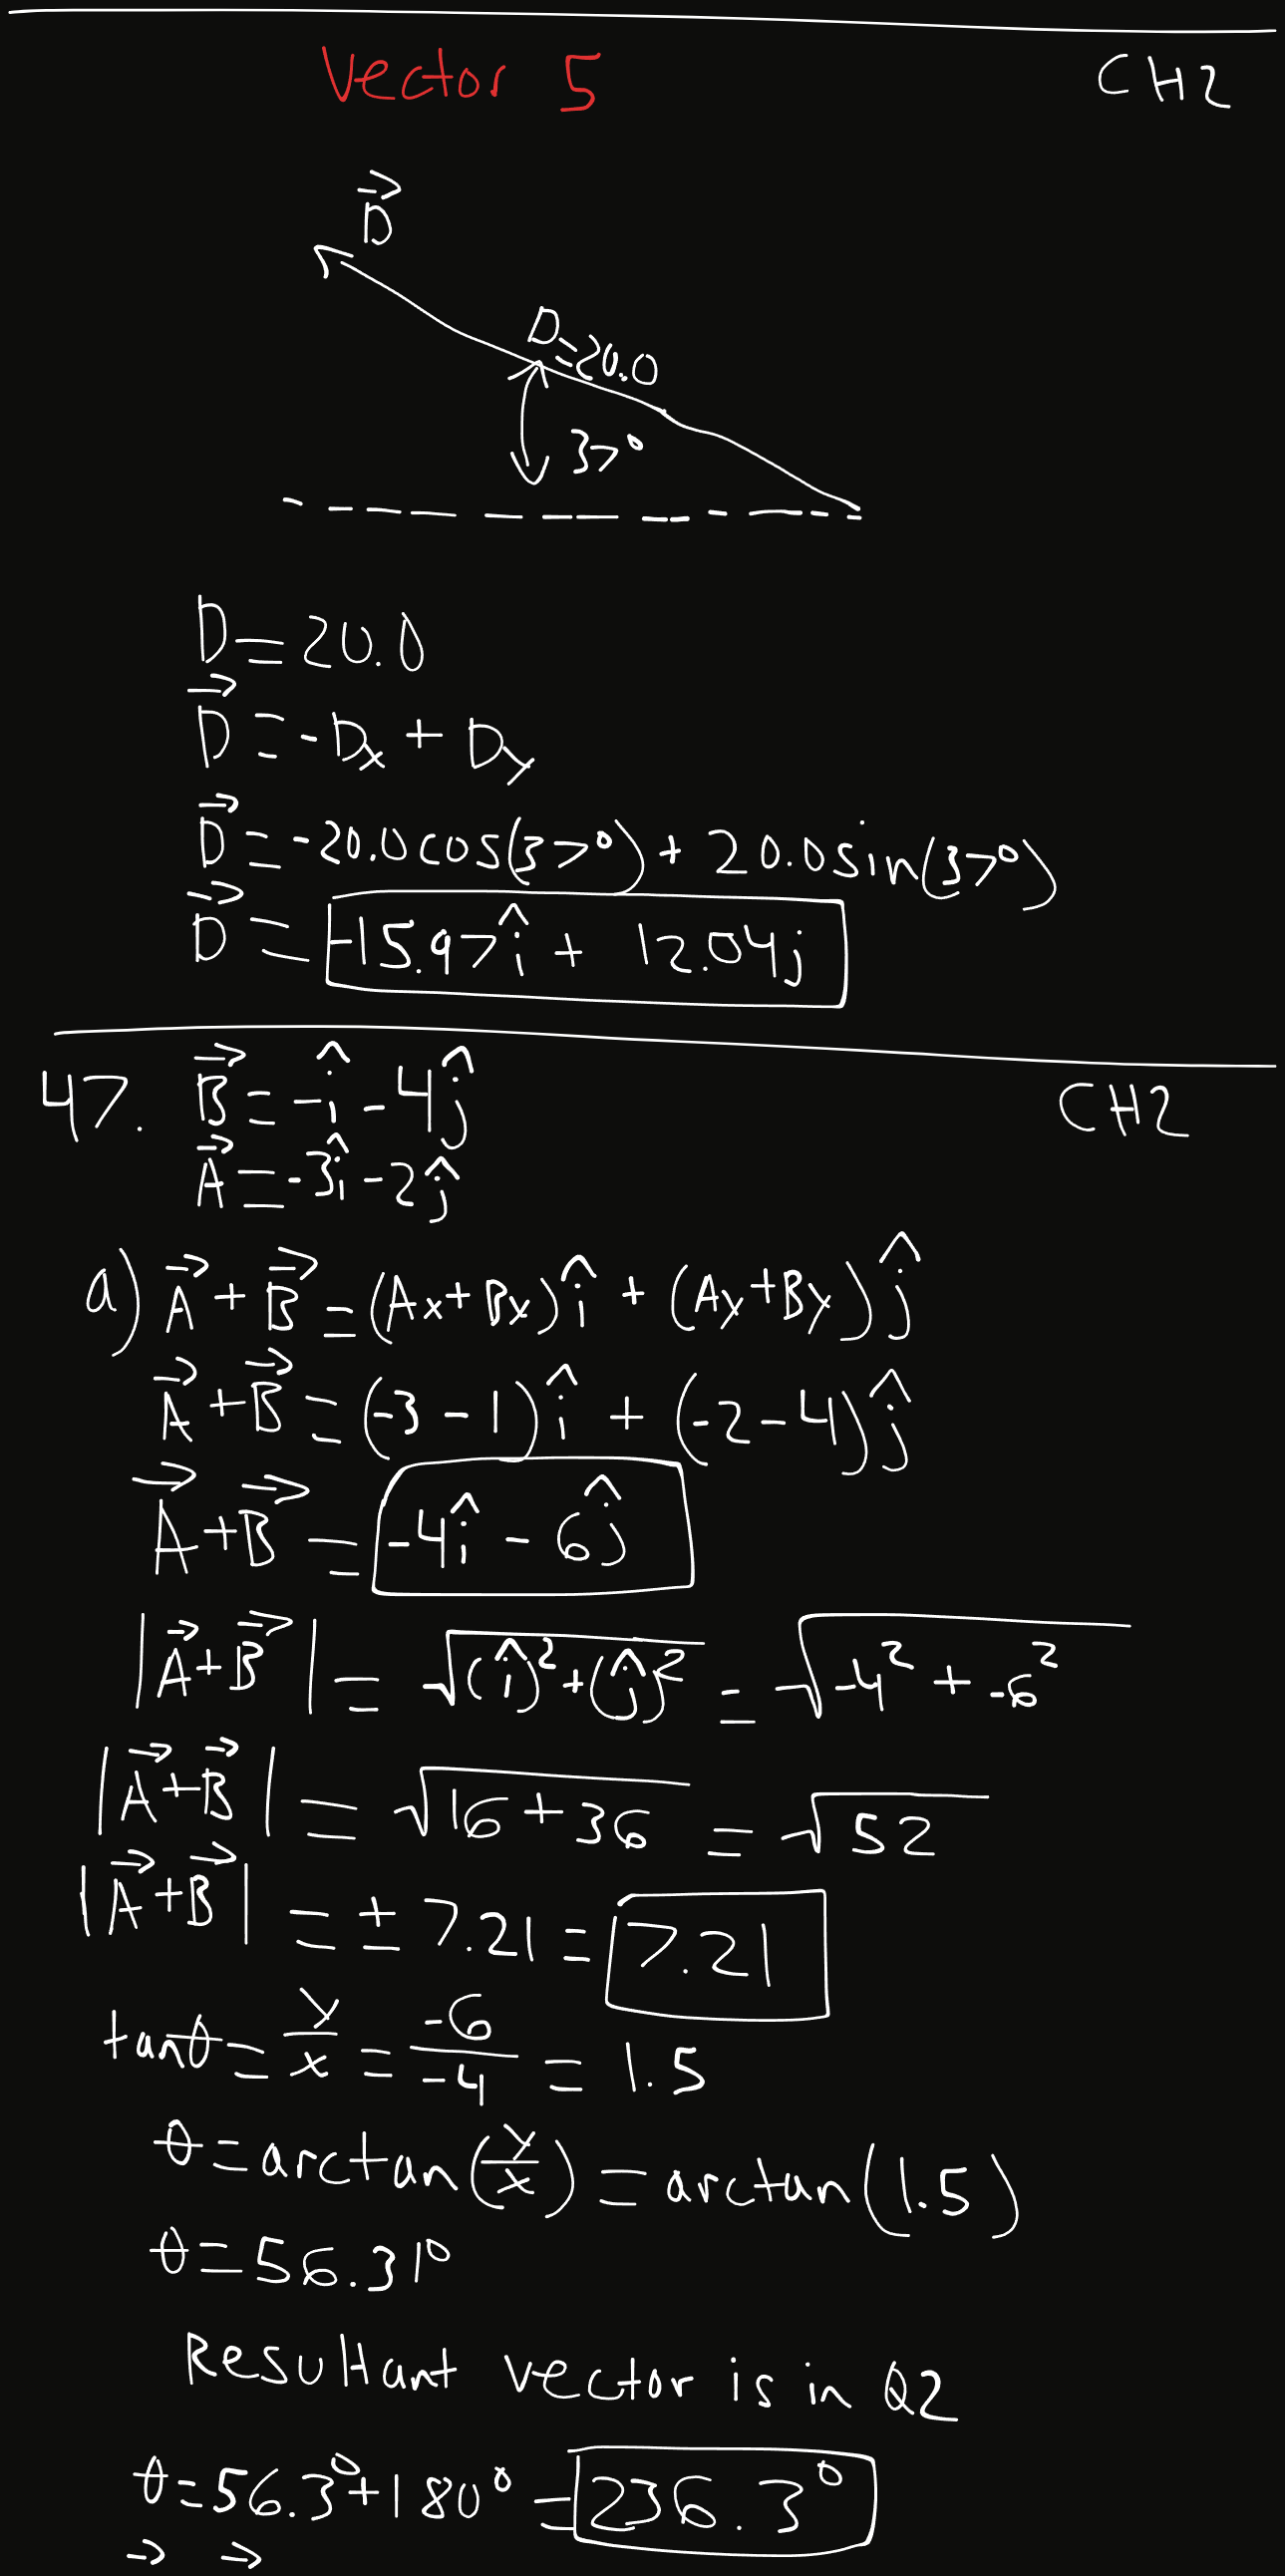 Vector 5 CH2
D⃗
D=20.0
37°
D=20.0
D⃗=-Dx+Dy
D⃗=-20.0cos(37°)+20.0sin(37°)
D⃗=-15.97î+12.04j
47. B⃗=-î-4ĵ CH2
A⃗=-3î-2ĵ
a) A⃗+B⃗=(Ax+Bx)î+(Ay+By)ĵ
A⃗+B⃗=(-3-1)î+(-2-4)ĵ
A⃗+B⃗=-4î-6ĵ
|A⃗+B⃗|=√((î)²+(ĵ)²)=√(-4²+-6²)
|A⃗+B⃗|=√(16+36)=√52
|A⃗+B⃗|=±7.21=7.21
tanθ=y/x=-6/-4=1.5
θ=arctan(y/x)=arctan(1.5)
θ=56.31°
Resultant vector is in Q2
θ=56.3°+180°=236.3°